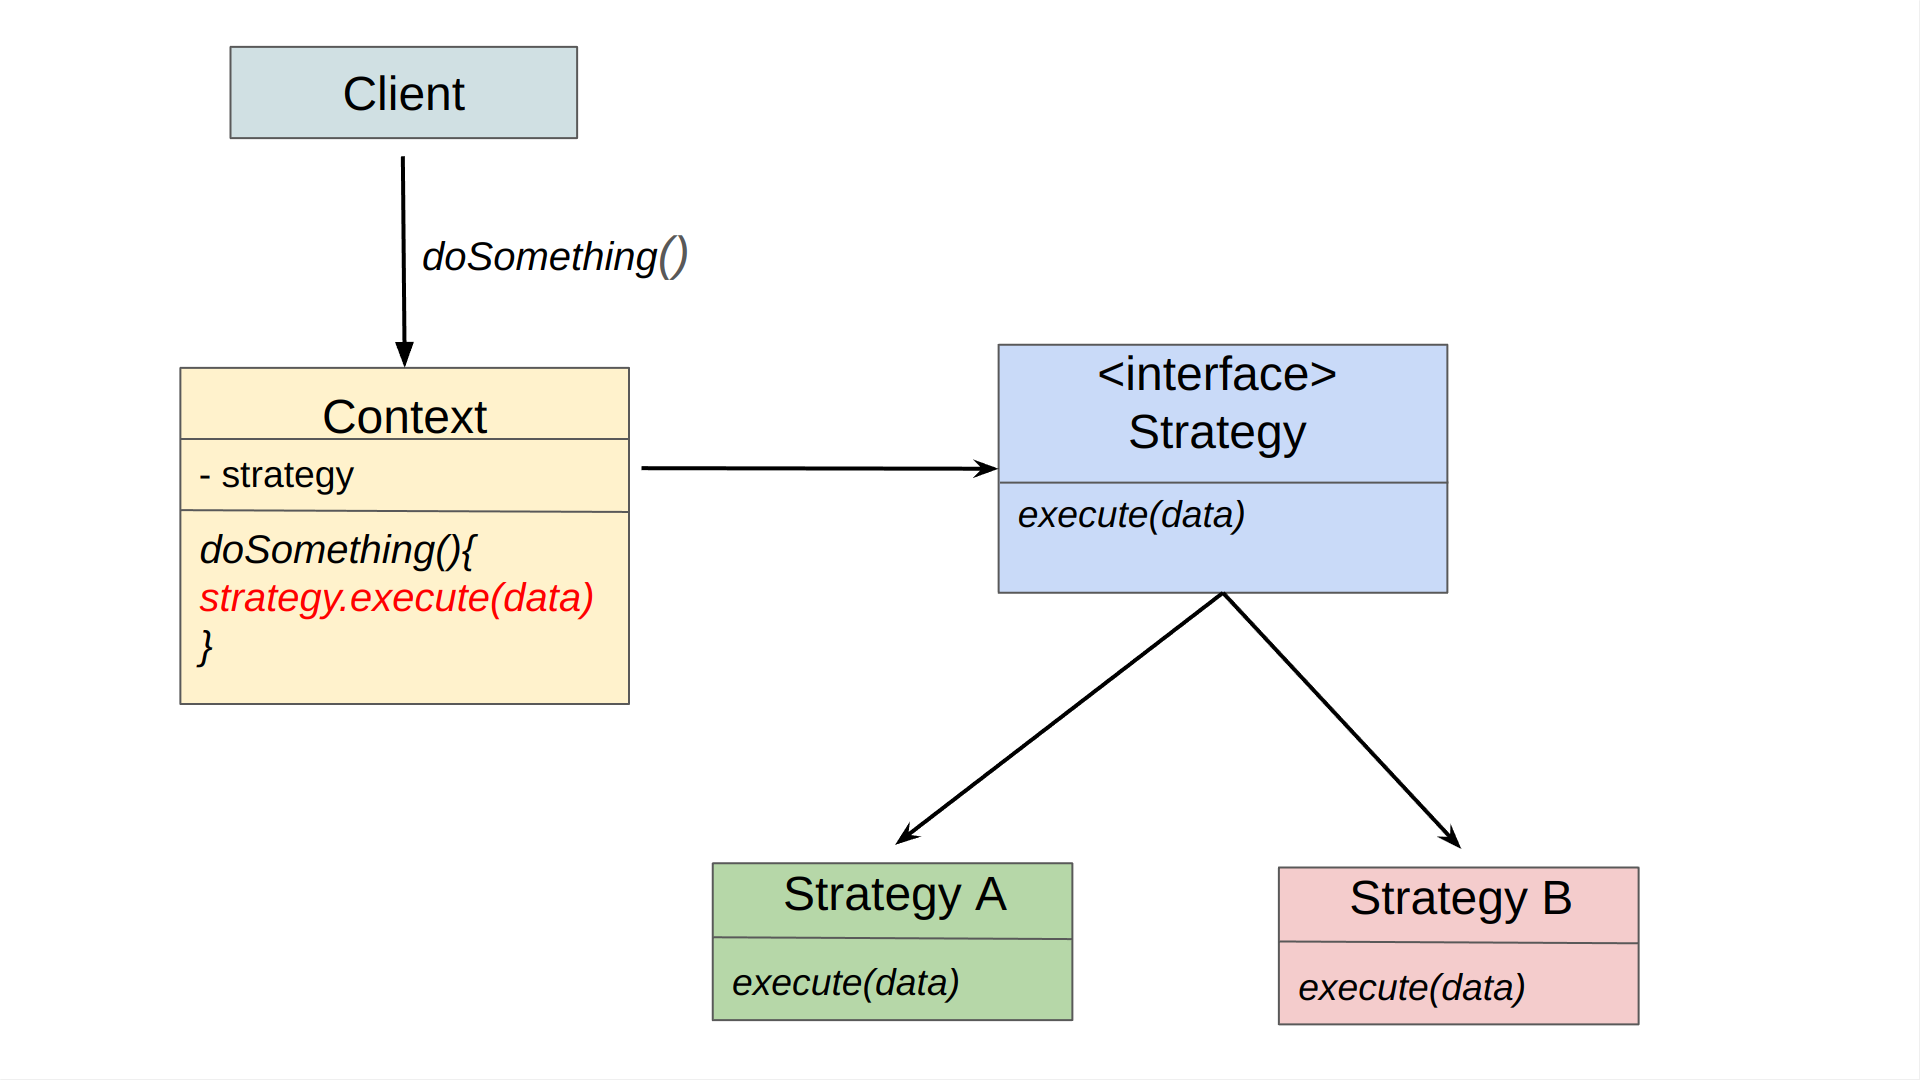 Client
doSomething()
Context
- strategy
doSomething(){
strategy.execute(data)
}
<interface>
Strategy
execute(data)
Strategy A
execute(data)
Strategy B
execute(data)